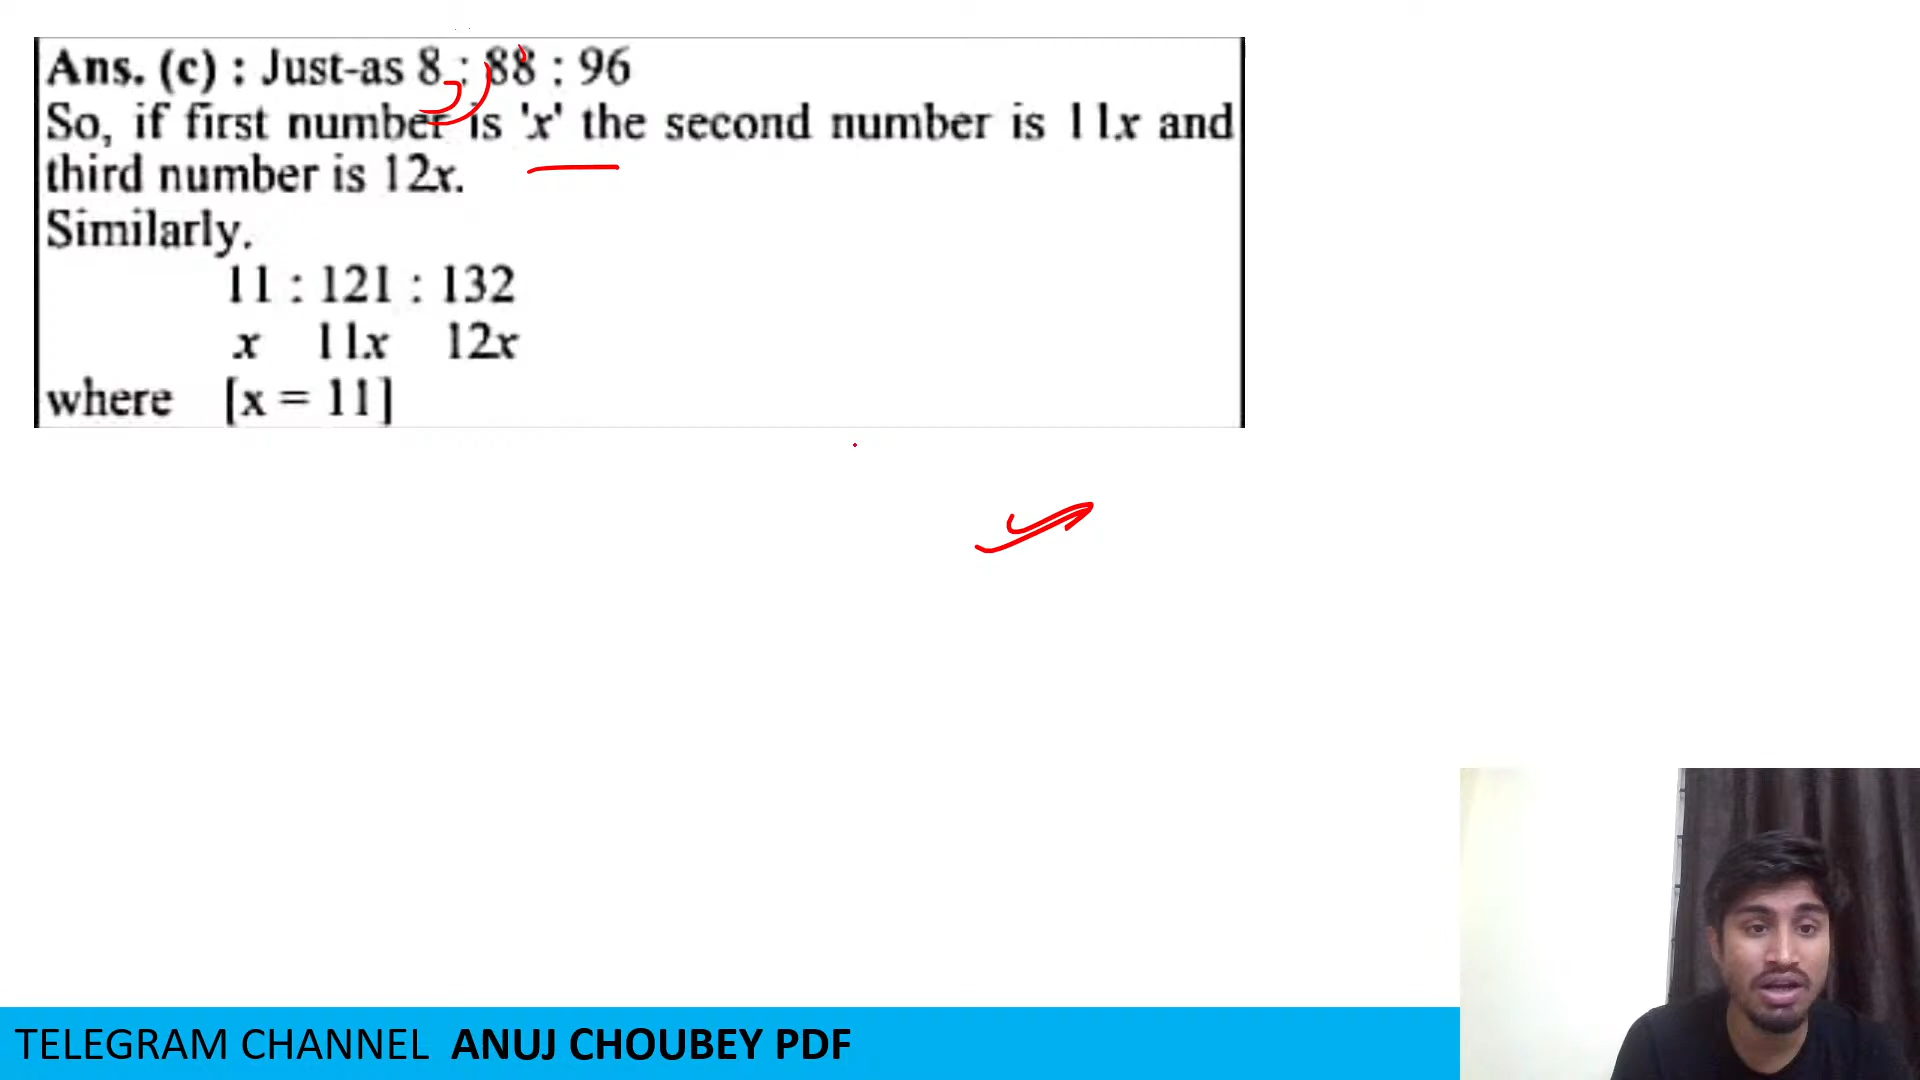 Ans. (c) : Just-as 8 : 88 : 96
So, if first number is 'x' the second number is 11x and
third number is 12x.
Similarly.
11 : 121 : 132
x 11x 12x
where [x = 11]
TELEGRAM CHANNEL ANUJ CHOUBEY PDF